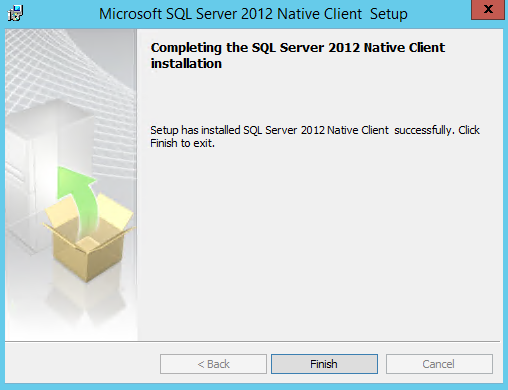 Microsoft SQL Server 2012 Native Client Setup
x
Completing the SQL Server 2012 Native Client
installation
Setup has installed SQL Server 2012 Native Client successfully. Click
Finish to exit.
< Back
Finish
Cancel